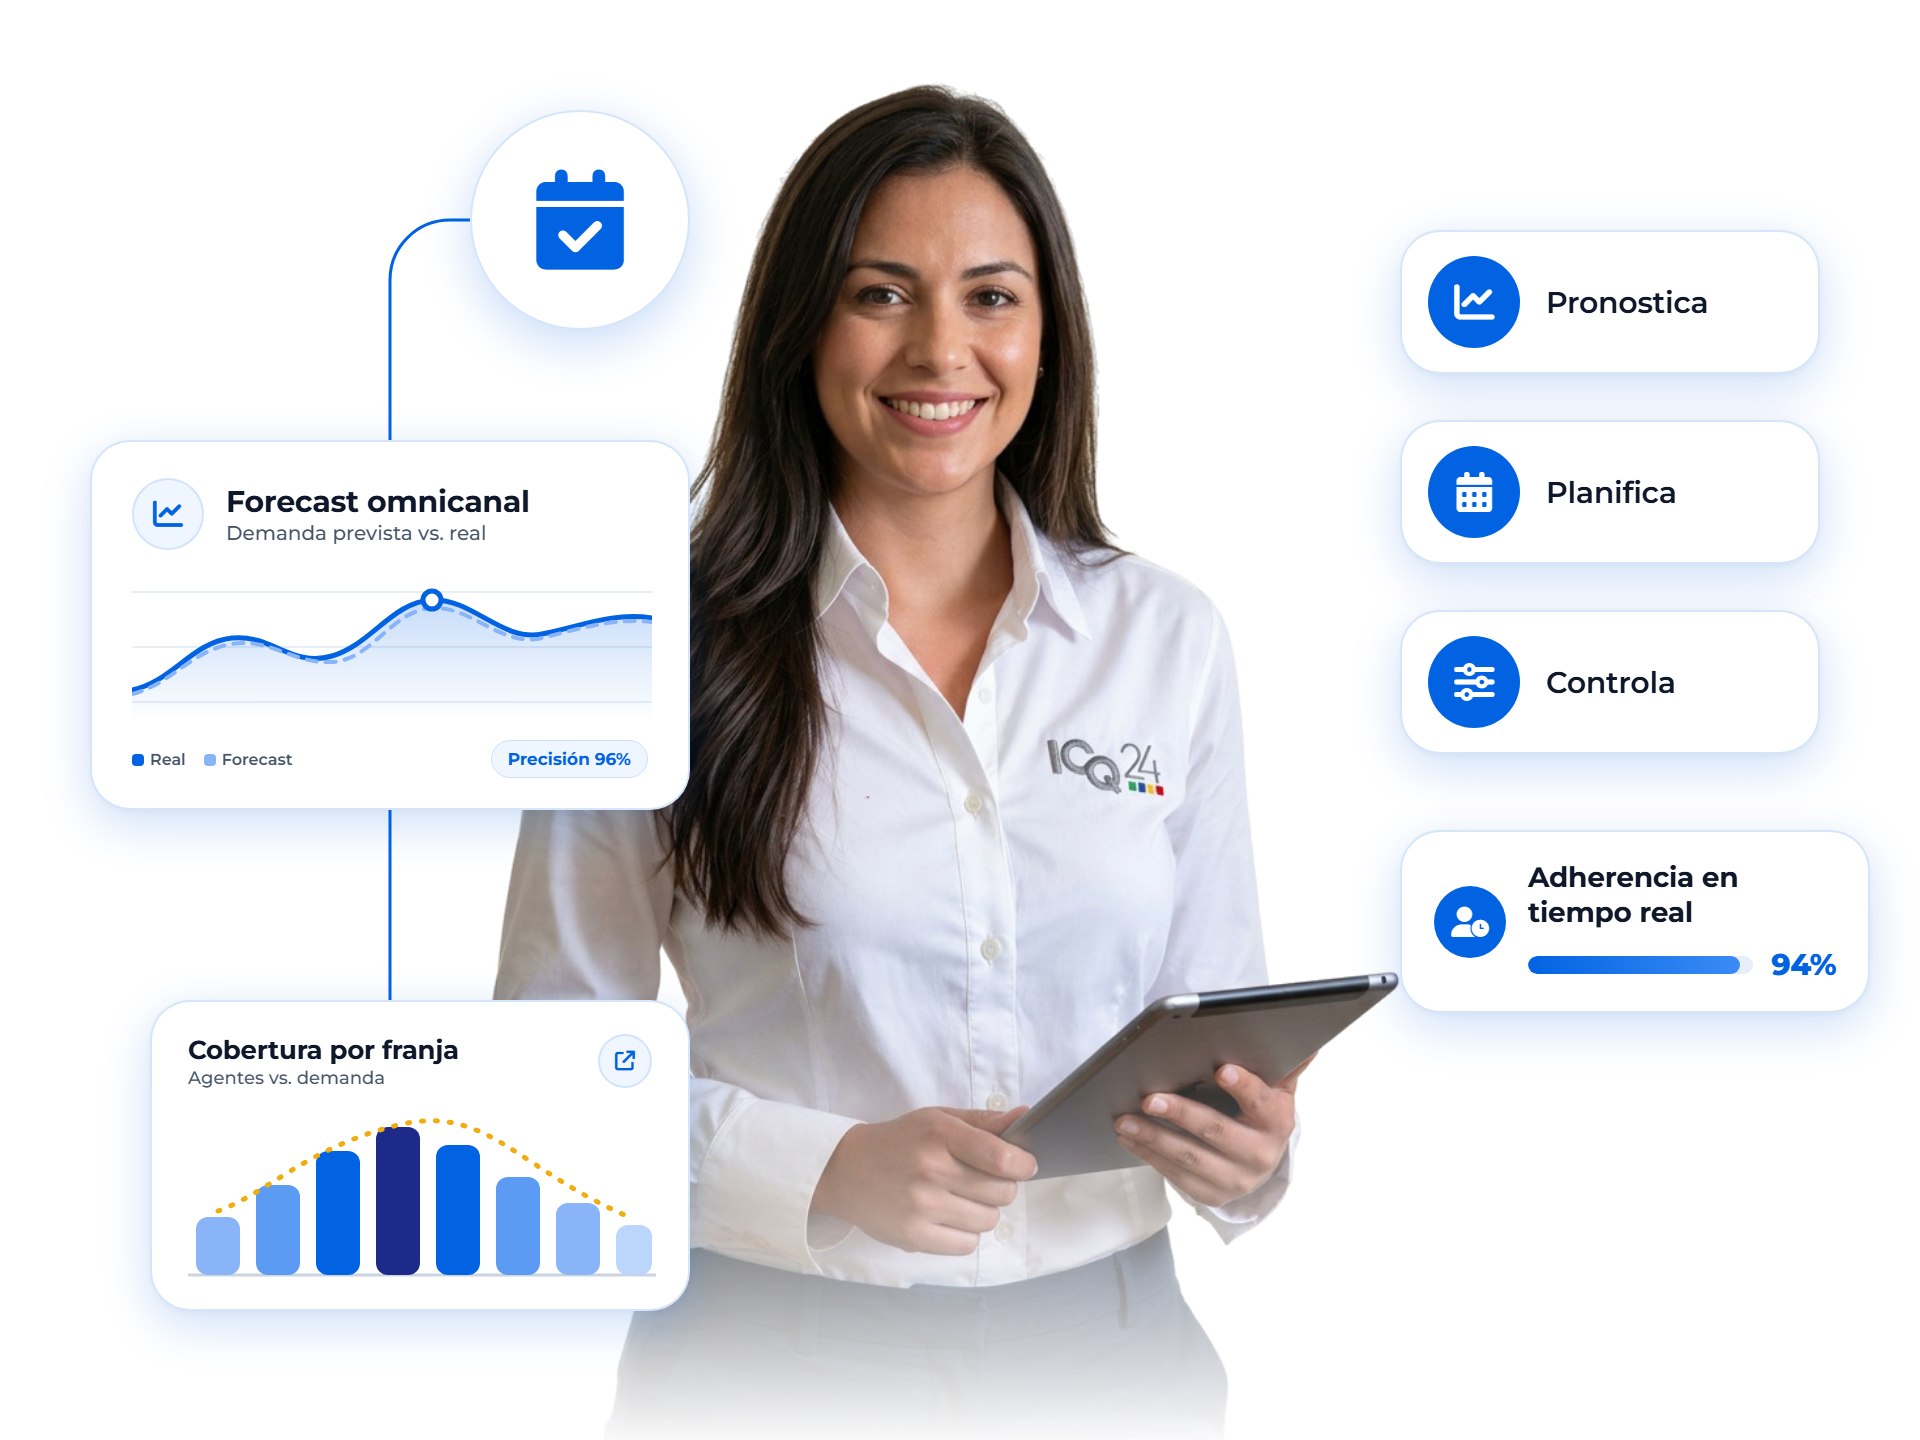 Forecast omnicanal
Demanda prevista vs. real
Real
Forecast
Precisión 96%
Cobertura por franja
Agentes vs. demanda
ICQ24
Pronostica
Planifica
Controla
Adherencia en
tiempo real
94%